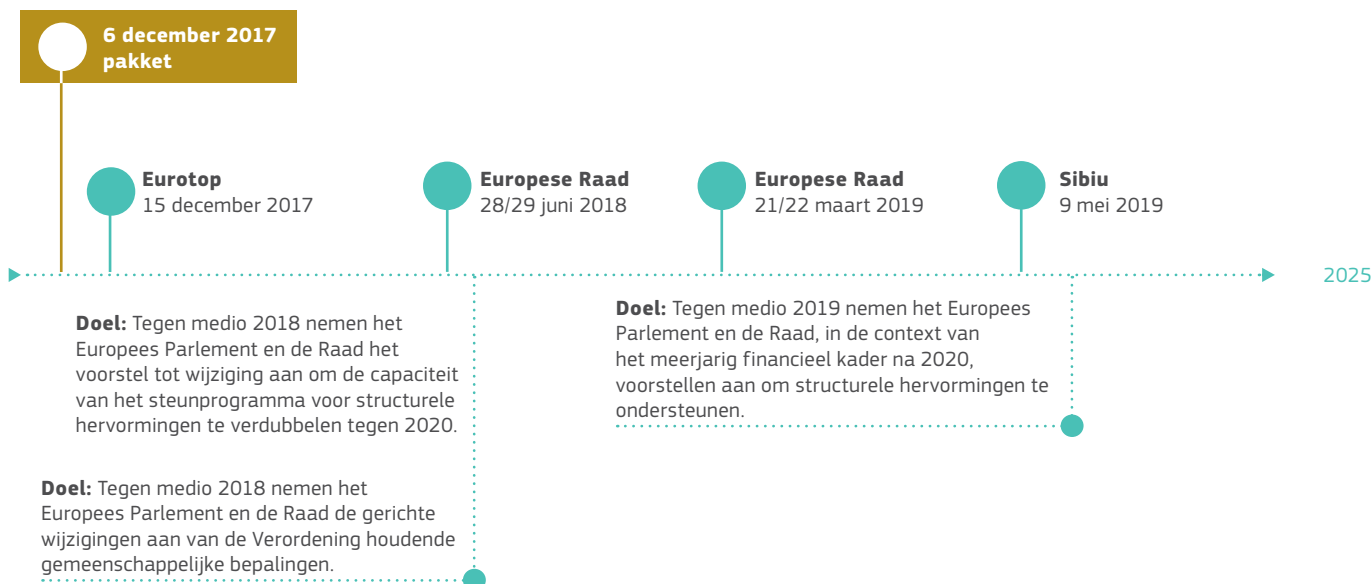 6 december 2017
pakket
Eurotop
15 december 2017
Europese Raad
28/29 juni 2018
Europese Raad
21/22 maart 2019
Sibiu
9 mei 2019
2025
Doel: Tegen medio 2018 nemen het
Europees Parlement en de Raad het
voorstel tot wijziging aan om de capaciteit
van het steunprogramma voor structurele
hervormingen te verdubbelen tegen 2020.
Doel: Tegen medio 2019 nemen het Europees
Parlement en de Raad, in de context van
het meerjarig financieel kader na 2020,
voorstellen aan om structurele hervormingen te
ondersteunen.
Doel: Tegen medio 2018 nemen het
Europees Parlement en de Raad de gerichte
wijzigingen aan van de Verordening houdende
gemeenschappelijke bepalingen.